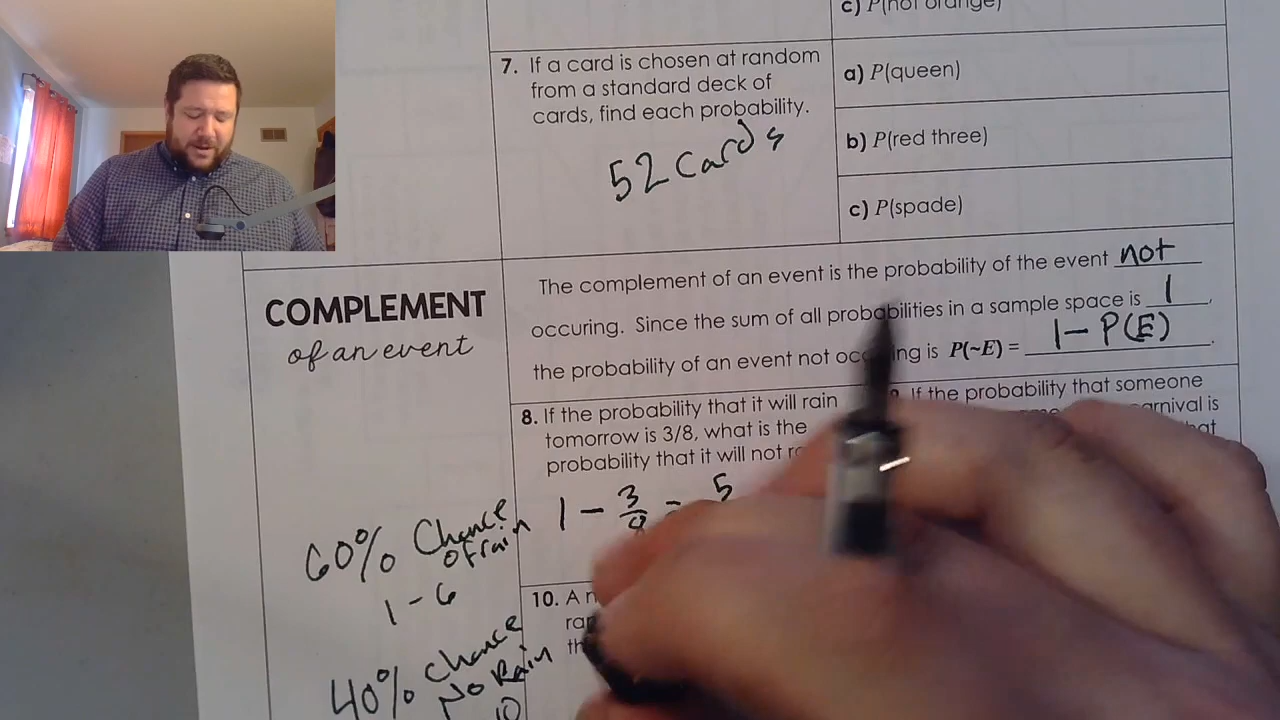 c) P(not orange)
7. If a card is chosen at random
from a standard deck of
cards, find each probability.
52 cards
a) P(queen)
b) P(red three)
c) P(spade)
COMPLEMENT
of an event
The complement of an event is the probability of the event not
occuring. Since the sum of all probabilities in a sample space is 1,
the probability of an event not occuring is P(~E) = 1 - P(E).
8. If the probability that it will rain
tomorrow is 3/8, what is the
probability that it will not
1 - 3/8 = 5
If the probability that someone
carnival is
60% Chance
of rain
1 - 6
40% Chance
No Rain
10
10. A